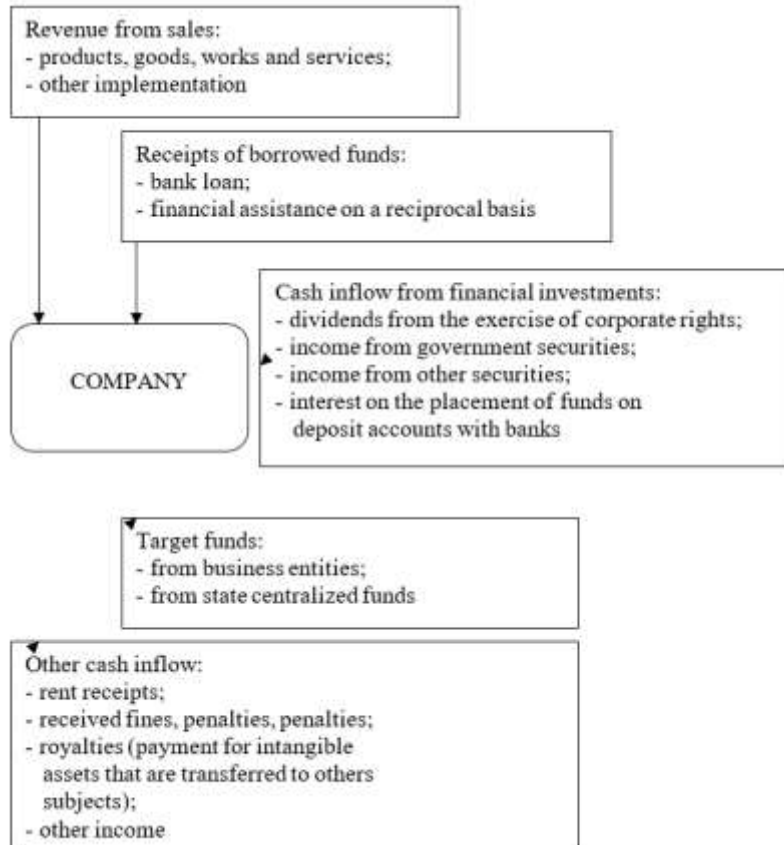 Revenue from sales:
- products, goods, works and services;
- other implementation
Receipts of borrowed funds:
- bank loan;
- financial assistance on a reciprocal basis
Cash inflow from financial investments:
- dividends from the exercise of corporate rights;
- income from government securities;
- income from other securities;
- interest on the placement of funds on
deposit accounts with banks
COMPANY
Target funds:
- from business entities;
- from state centralized funds
Other cash inflow:
- rent receipts;
- received fines, penalties, penalties;
- royalties (payment for intangible
assets that are transferred to others
subjects);
- other income